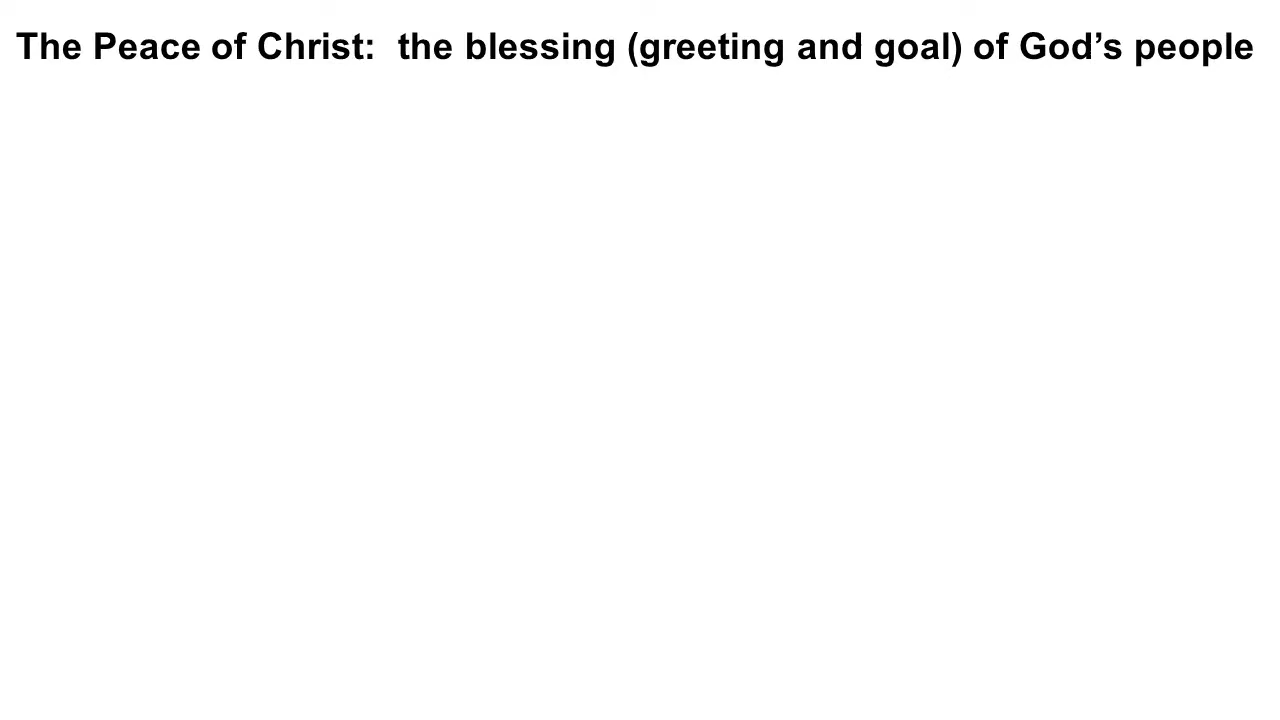 The Peace of Christ:  the blessing (greeting and goal) of God’s people